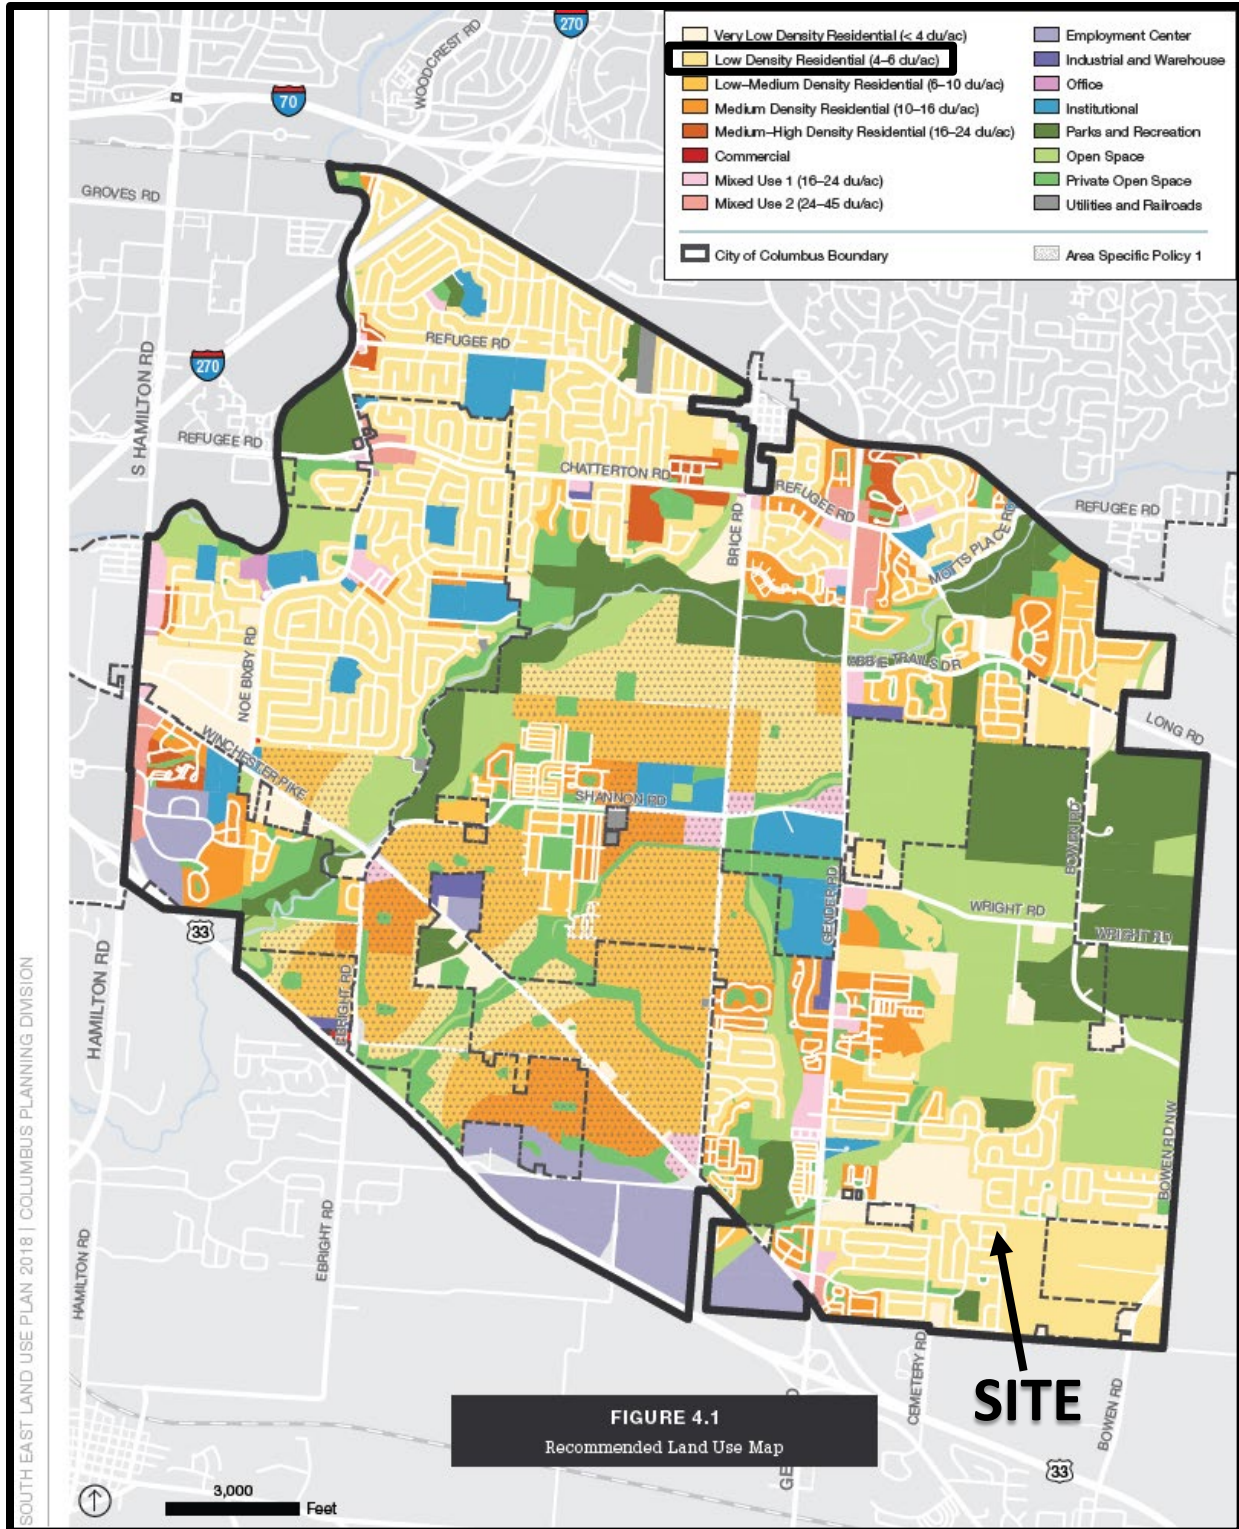 270
WOODCREST RD
70
GROVES RD
Very Low Density Residential (< 4 du/ac)
Low Density Residential (4–6 du/ac)
Low–Medium Density Residential (6–10 du/ac)
Medium Density Residential (10–16 du/ac)
Medium–High Density Residential (16–24 du/ac)
Commercial
Mixed Use 1 (16–24 du/ac)
Mixed Use 2 (24–45 du/ac)
Employment Center
Industrial and Warehouse
Office
Institutional
Parks and Recreation
Open Space
Private Open Space
Utilities and Railroads
City of Columbus Boundary
Area Specific Policy 1
REFUGEE RD
270
S HAMILTON RD
REFUGEE RD
CHATTERTON RD
REFUGEE RD
BRICE RD
REFUGEE RD
MOTTS PLACE RD
NOE BIXBY RD
TRAILS DR
LONG RD
WINCHESTER PIKE
SHANNON RD
BOWEN RD
GENDER RD
WRIGHT RD
WRIGHT RD
33
HAMILTON RD
EBRIGHT RD
BOWEN RD NW
EBRIGHT RD
HAMILTON RD
SITE
CEMETERY RD
BOWEN RD
33
FIGURE 4.1
Recommended Land Use Map
3,000
Feet
SOUTH EAST LAND USE PLAN 2018 | COLUMBUS PLANNING DIVISION